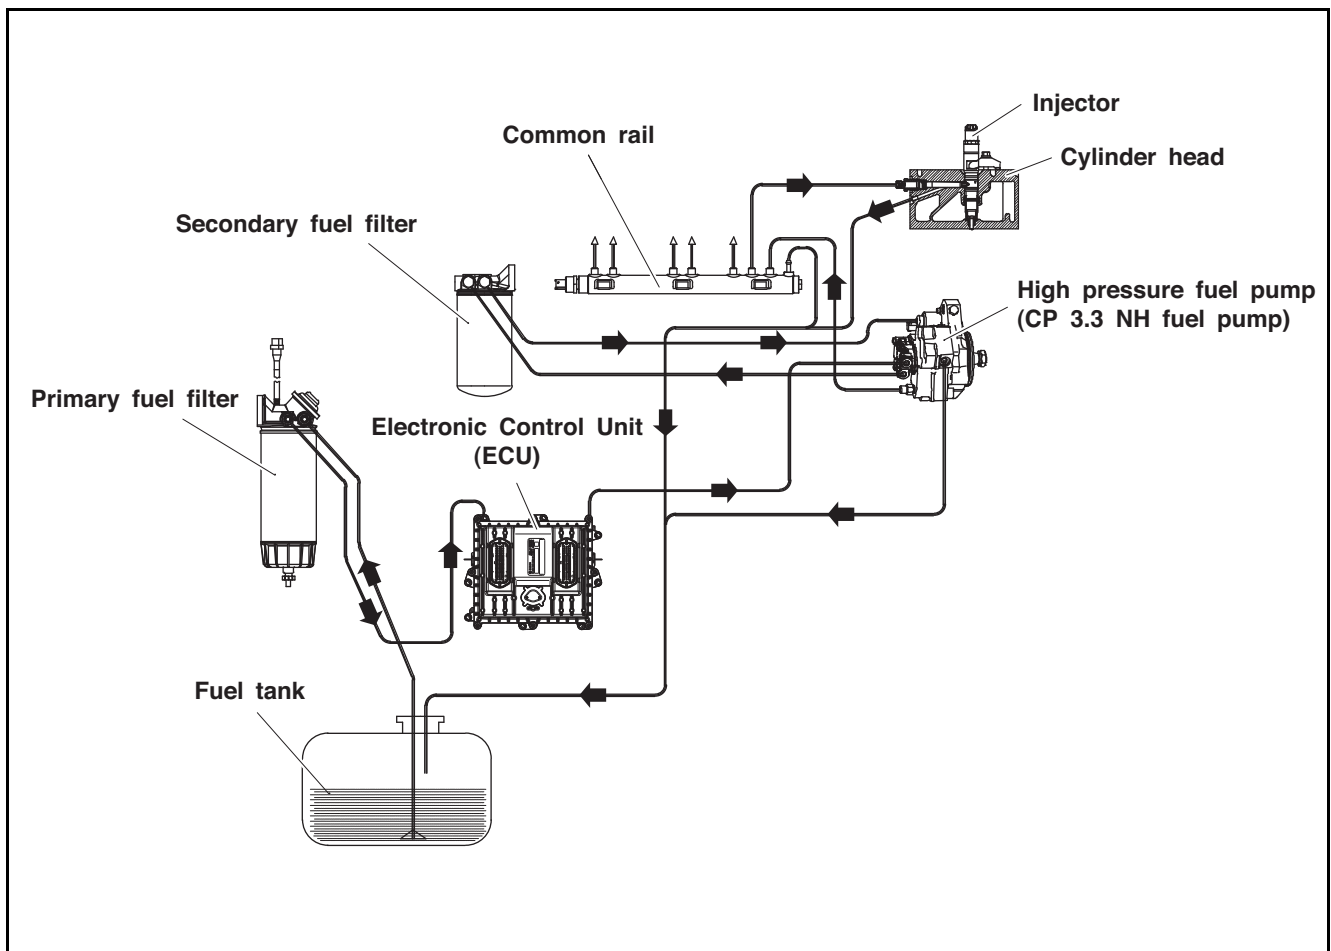 Injector
Common rail
Cylinder head
Secondary fuel filter
High pressure fuel pump
(CP 3.3 NH fuel pump)
Primary fuel filter
Electronic Control Unit
(ECU)
Fuel tank